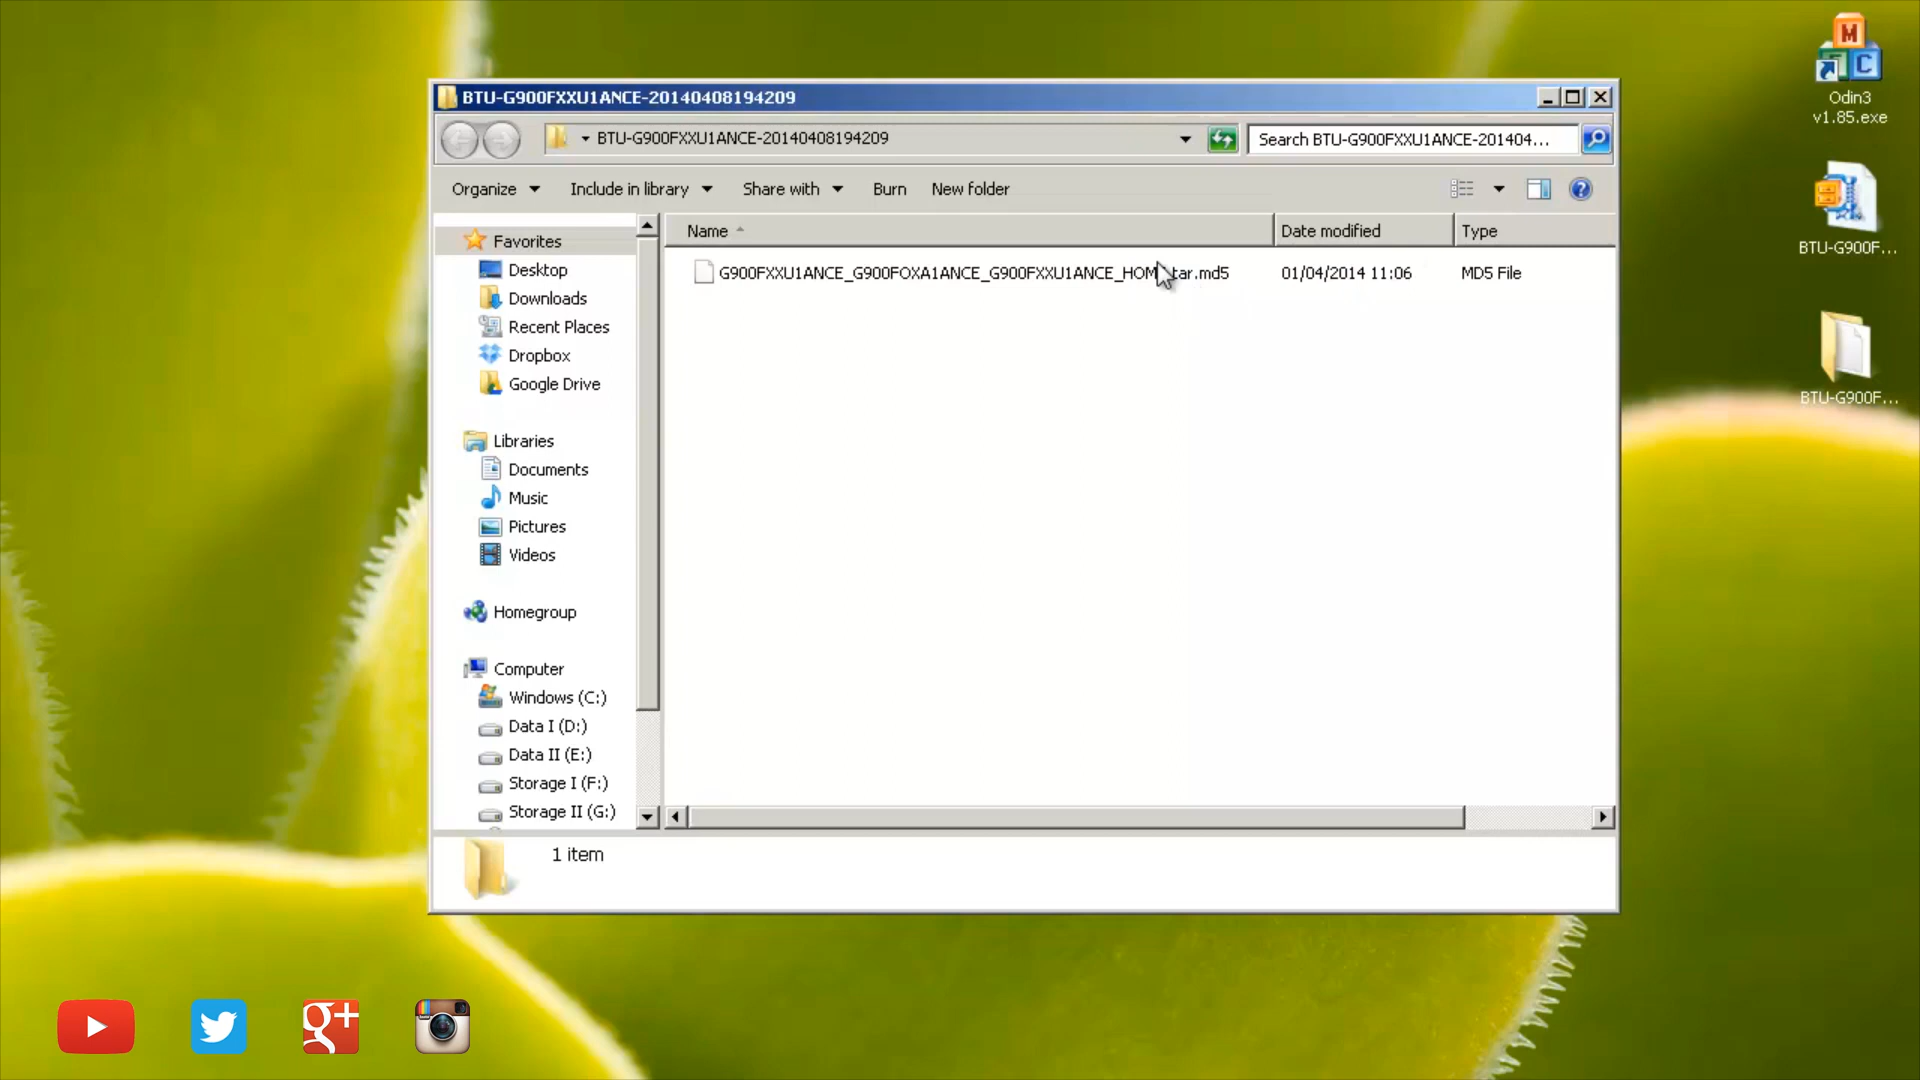 BTU-G900FXXU1ANCE-20140408194209
BTU-G900FXXU1ANCE-20140408194209
Search BTU-G900FXXU1ANCE-201404...
Organize
Include in library
Share with
Burn
New folder
Name
Date modified
Type
G900FXXU1ANCE_G900FOXA1ANCE_G900FXXU1ANCE_HOM tar.md5
01/04/2014 11:06
MD5 File
Favorites
Desktop
Downloads
Recent Places
Dropbox
Google Drive
Libraries
Documents
Music
Pictures
Videos
Homegroup
Computer
Windows (C:)
Data I (D:)
Data II (E:)
Storage I (F:)
Storage II (G:)
1 item
M
C
Odin3
v1.85.exe
BTU-G900F...
BTU-G900F...
g+